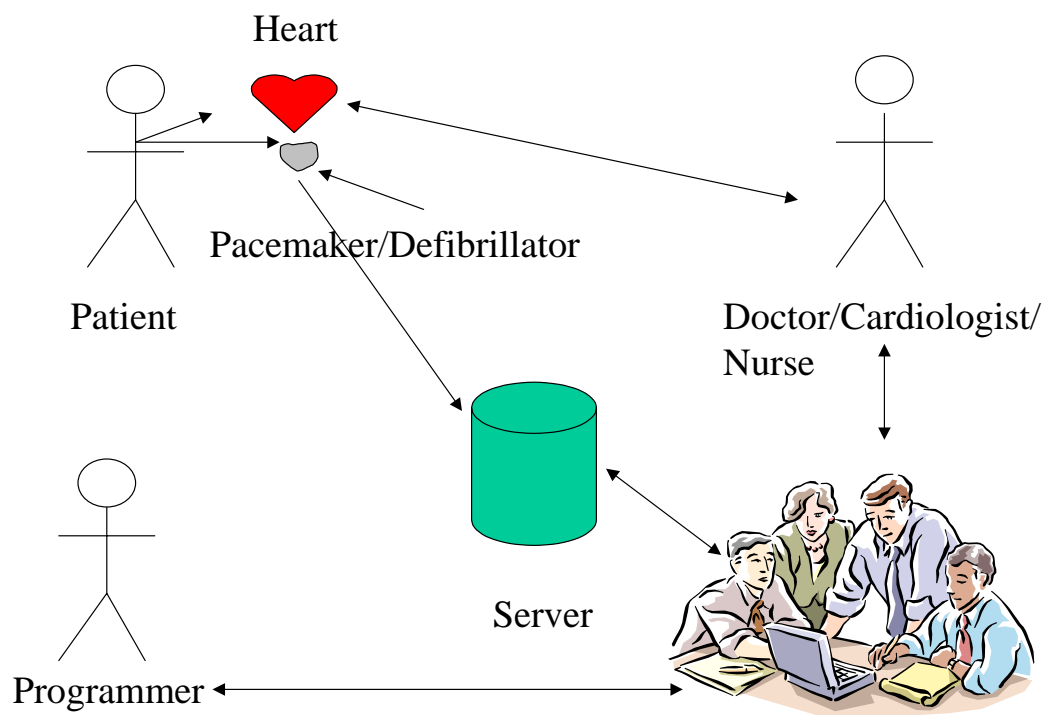 Heart
Pacemaker/Defibrillator
Patient
Doctor/Cardiologist/
Nurse
Server
Programmer